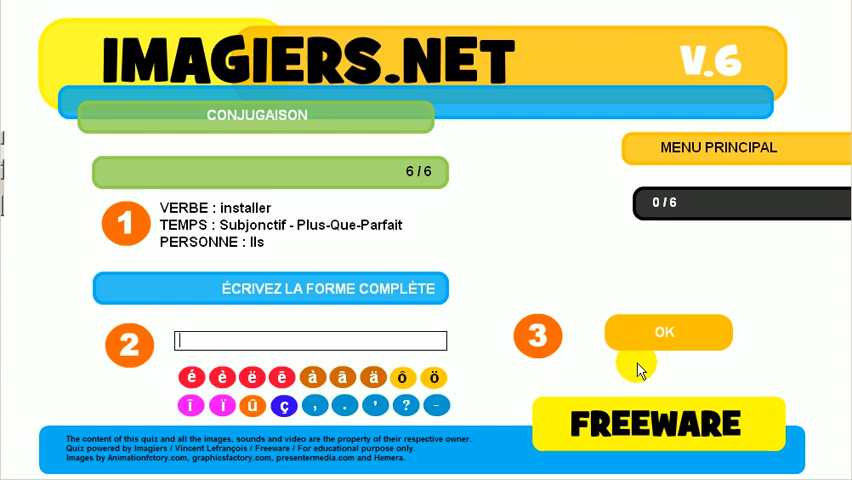 IMAGIERS.NET
V.6
CONJUGAISON
MENU PRINCIPAL
6 / 6
0 / 6
1
VERBE : installer
TEMPS : Subjonctif - Plus-Que-Parfait
PERSONNE : Ils
ÉCRIVEZ LA FORME COMPLÈTE
2
3
OK
é è ë ê à â ä ô ö
î ï û ç , . ' ? -
FREEWARE
The content of this quiz and all the images, sounds and video are the property of their respective owner.
Quiz powered by Imagiers / Vincent Lefrançois / Freeware / For educational purpose only.
Images by Animationfctory.com, graphicsfactory.com, presentermedia.com and Hemera.